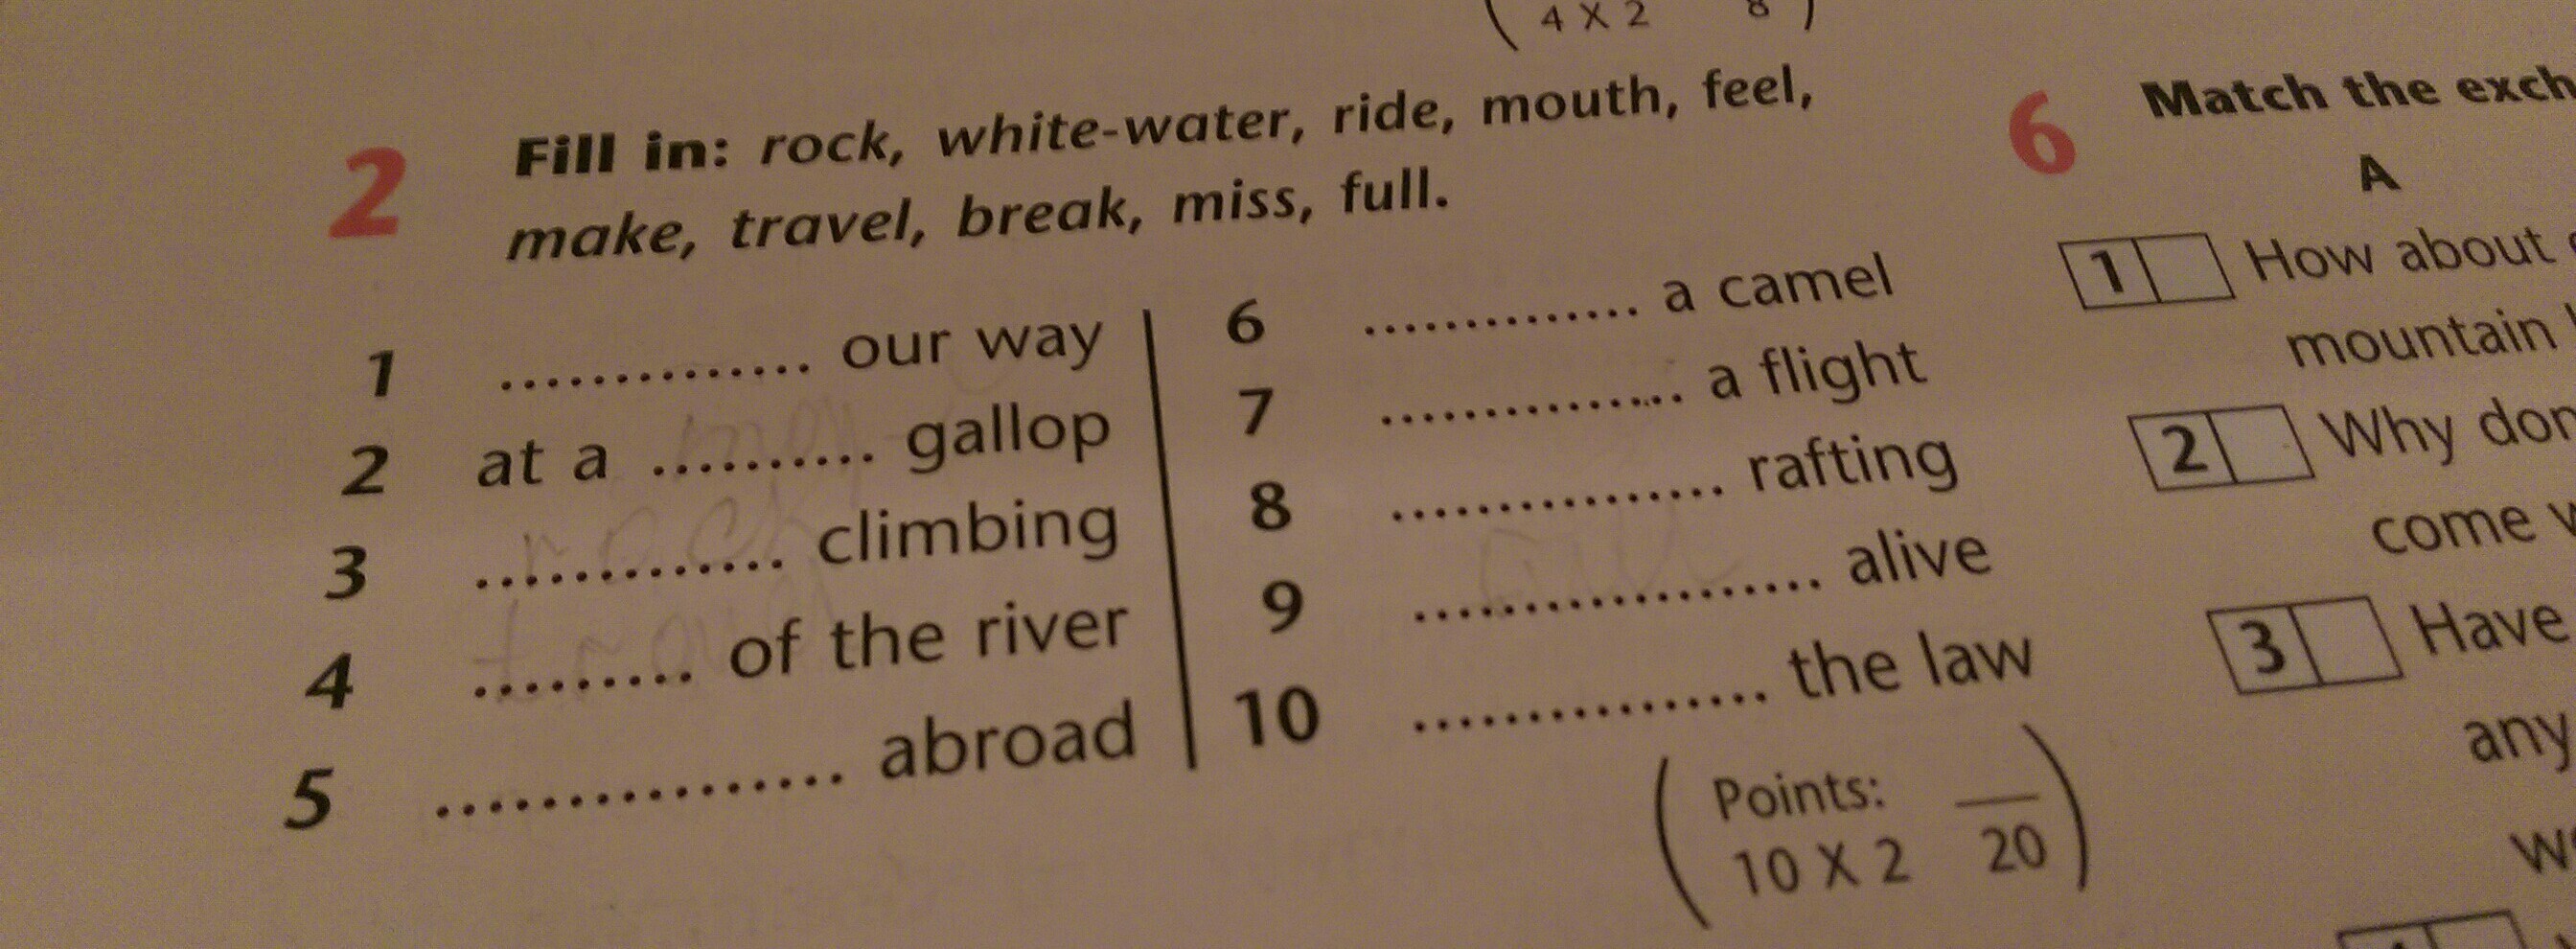 4 X 2 8
2 Fill in: rock, white-water, ride, mouth, feel,
make, travel, break, miss, full.
1 .............. our way
2 at a .......... gallop
3 ............. climbing
4 ......... of the river
5 ................ abroad
6 .............. a camel
7 ............... a flight
8 ................ rafting
9 ................... alive
10 ................ the law
Points:
10 X 2 20
6 Match the exch
A
1 How about
mountain
2 Why don
come
3 Have
any